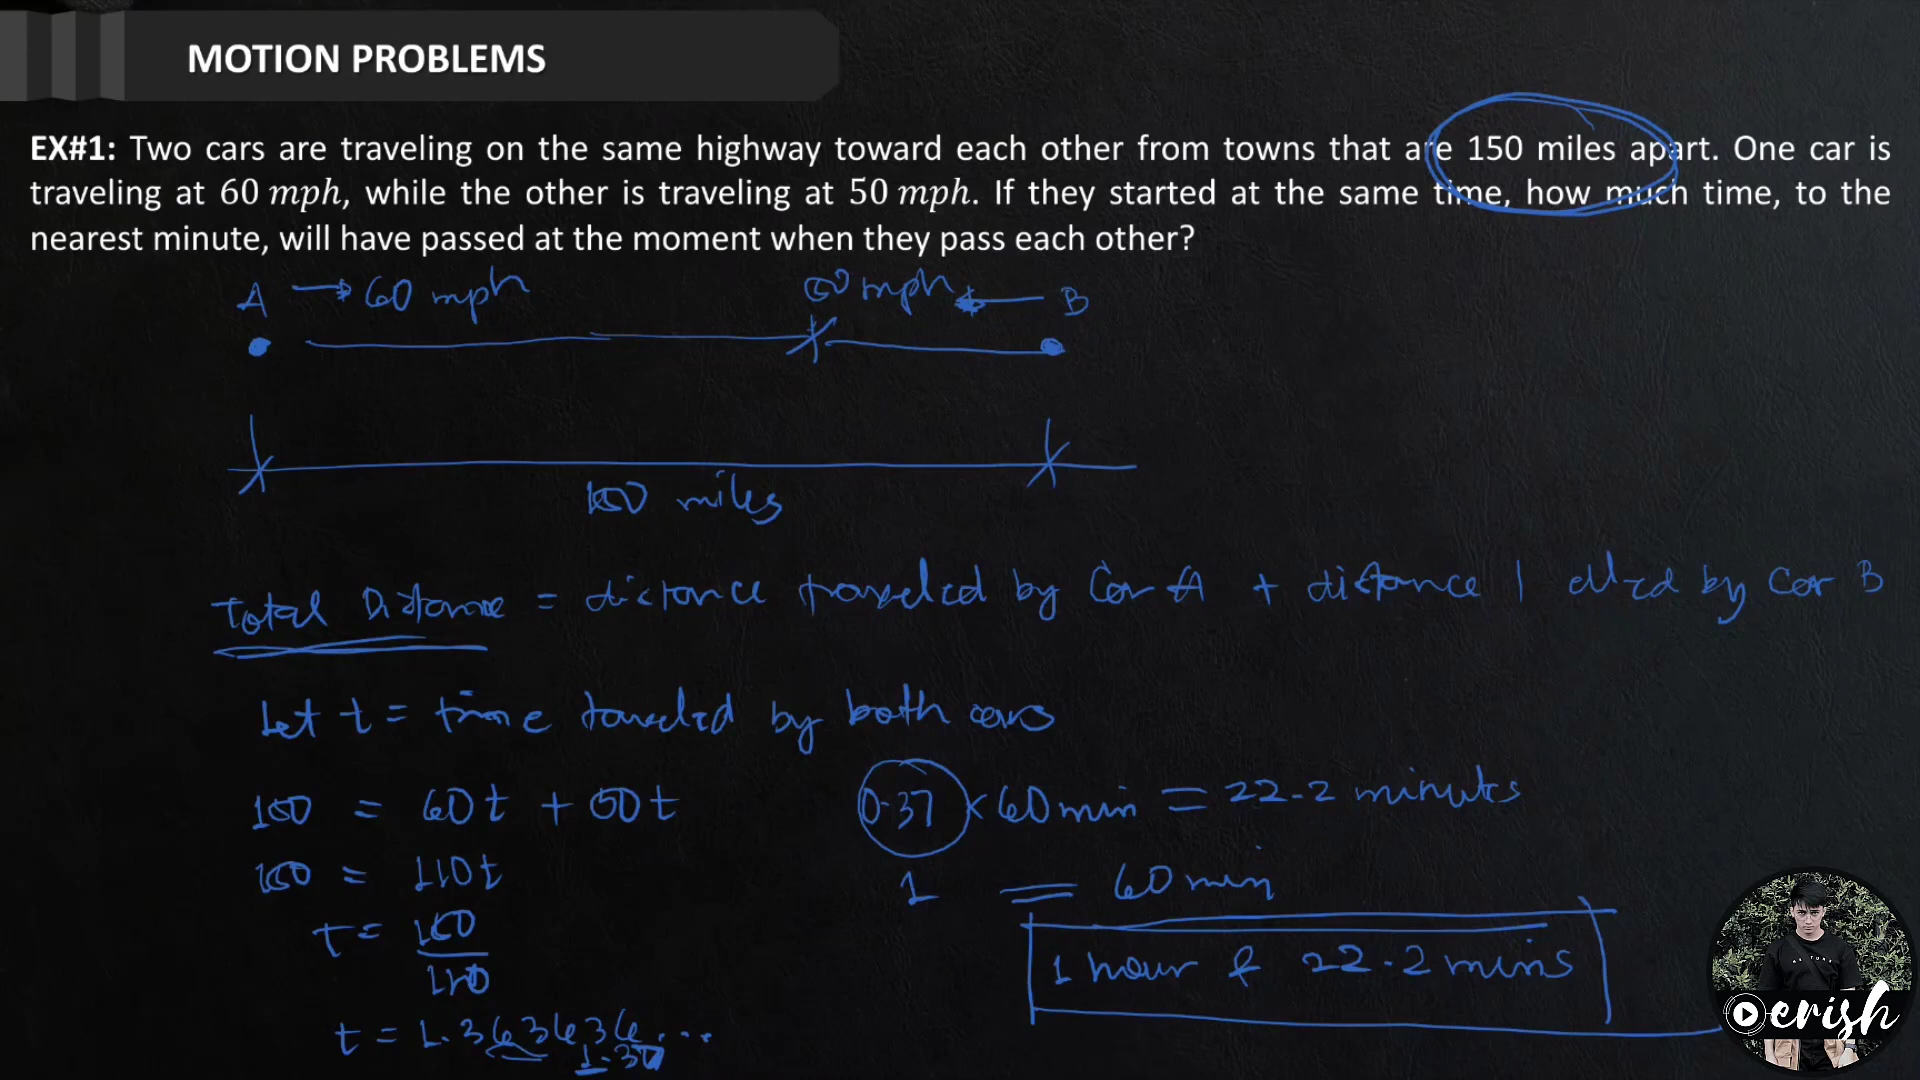 MOTION PROBLEMS
EX#1: Two cars are traveling on the same highway toward each other from towns that are 150 miles apart. One car is
traveling at 60 mph, while the other is traveling at 50 mph. If they started at the same time, how much time, to the
nearest minute, will have passed at the moment when they pass each other?
A → 60 mph 50 mph ← B
150 miles
Total Distance = distance traveled by Car A + distance by Car B
Let t = time traveled by both cars
150 = 60t + 50t
0.37 × 60 min = 22.2 minutes
150 = 110t
1 = 60 min
t = 150
110
1 hour & 22.2 mins
t = 1.363636...
1.37
erish